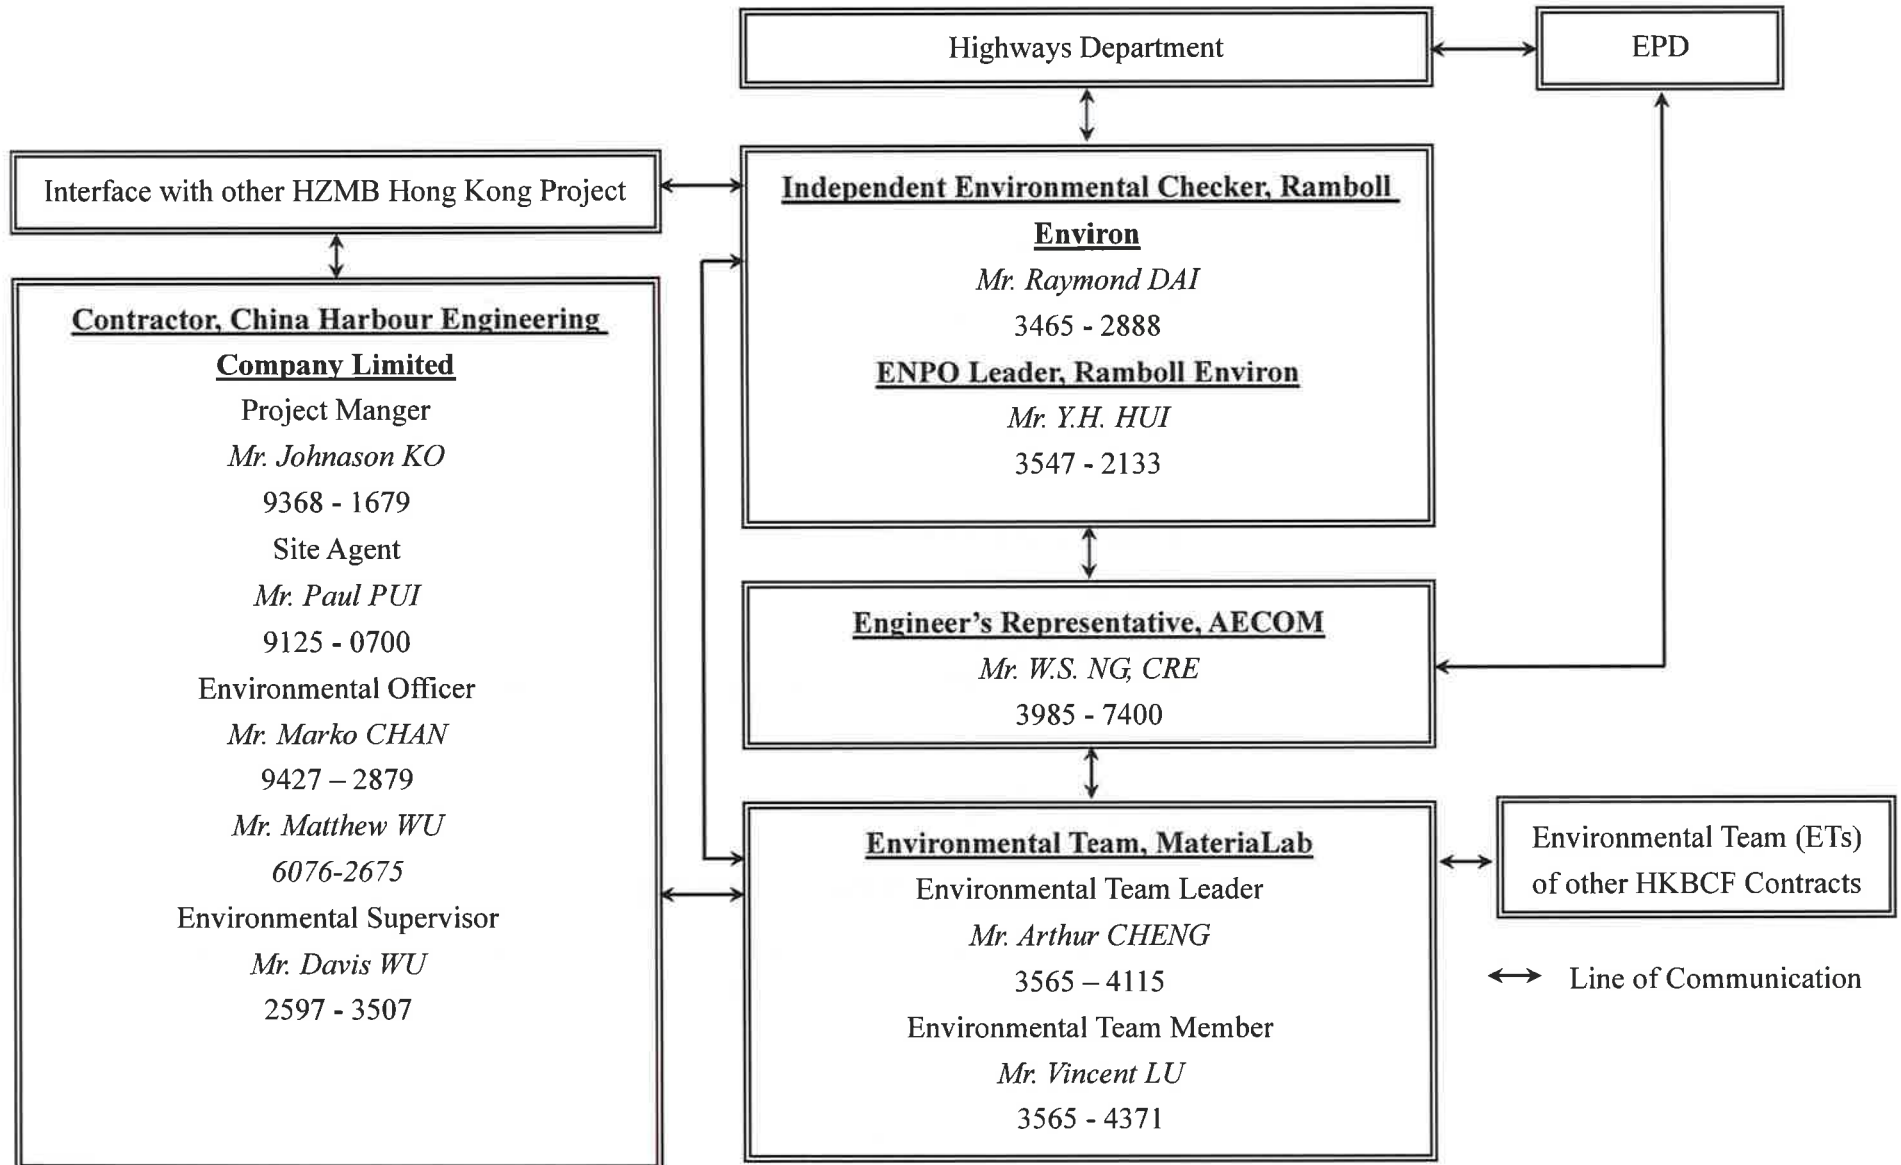 Highways Department
EPD
Interface with other HZMB Hong Kong Project
Independent Environmental Checker, Ramboll
Environ
Mr. Raymond DAI
3465 - 2888
ENPO Leader, Ramboll Environ
Mr. Y.H. HUI
3547 - 2133
Contractor, China Harbour Engineering
Company Limited
Project Manger
Mr. Johnason KO
9368 - 1679
Site Agent
Mr. Paul PUI
9125 - 0700
Environmental Officer
Mr. Marko CHAN
9427 – 2879
Mr. Matthew WU
6076-2675
Environmental Supervisor
Mr. Davis WU
2597 - 3507
Engineer’s Representative, AECOM
Mr. W.S. NG, CRE
3985 - 7400
Environmental Team, MateriaLab
Environmental Team Leader
Mr. Arthur CHENG
3565 – 4115
Environmental Team Member
Mr. Vincent LU
3565 - 4371
Environmental Team (ETs)
of other HKBCF Contracts
Line of Communication